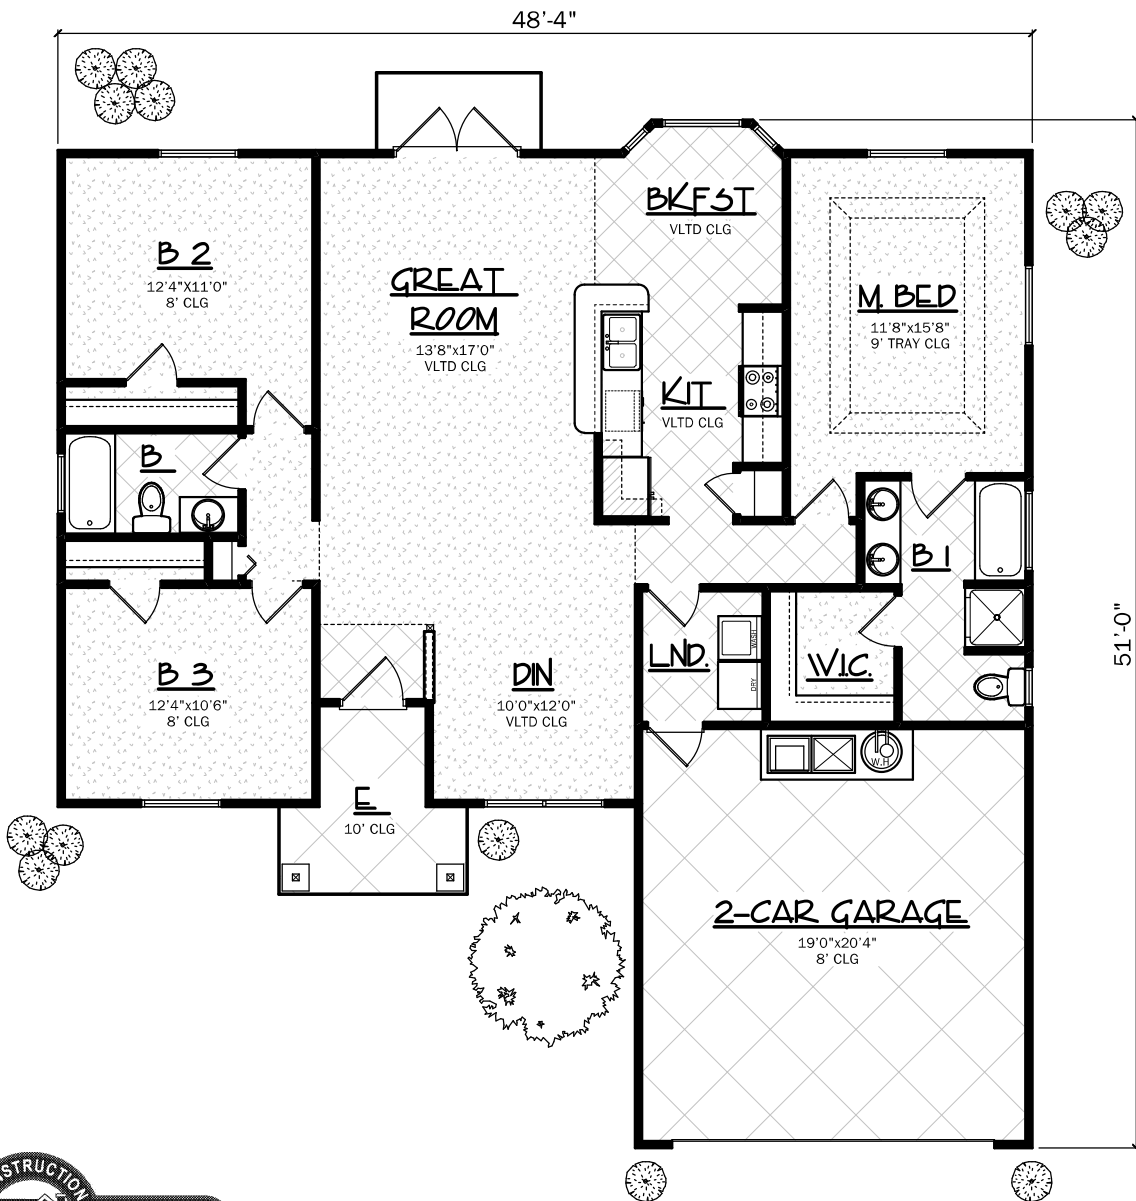 48'-4"
BKFST
VLTD CLG
B 2
12'4"X11'0"
8' CLG
GREAT
ROOM
13'8"x17'0"
VLTD CLG
M. BED
11'8"x15'8"
9' TRAY CLG
KIT
VLTD CLG
B
B 1
51'-0"
LND.
WASH
DRY
W.I.C.
B 3
12'4"x10'6"
8' CLG
DIN
10'0"x12'0"
VLTD CLG
W.H
E
10' CLG
2-CAR GARAGE
19'0"x20'4"
8' CLG